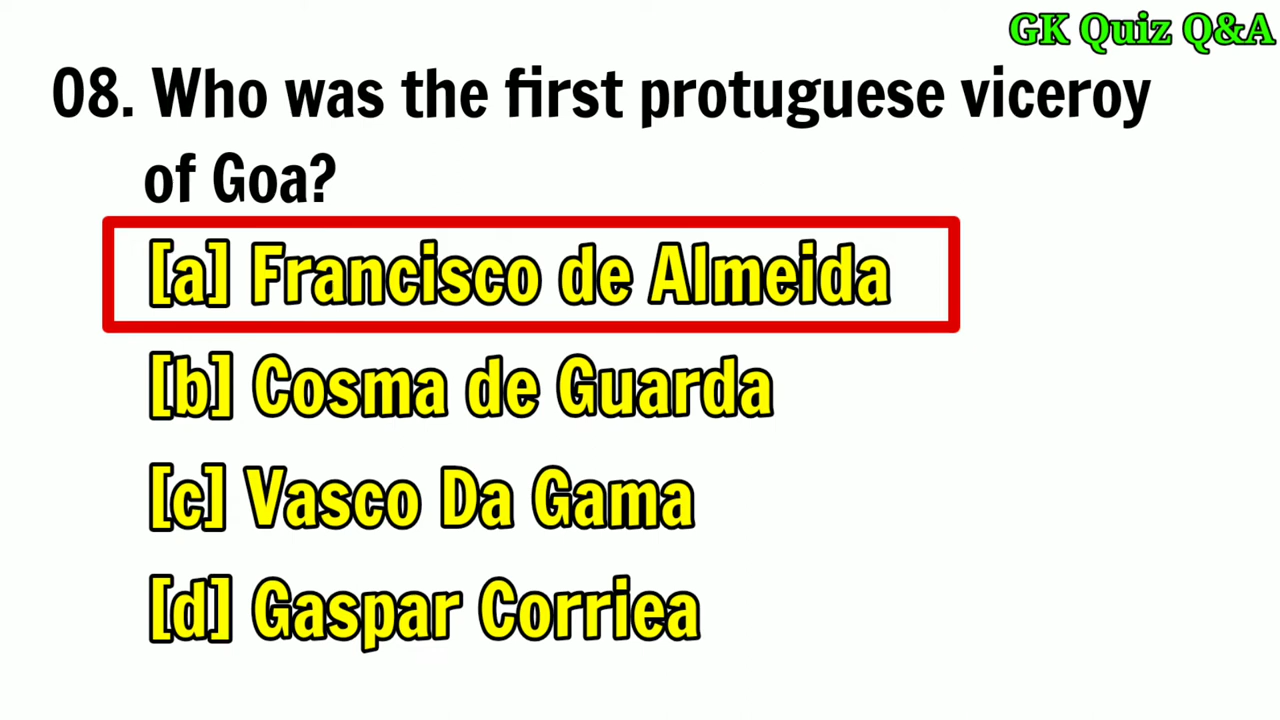 GK Quiz Q&A
08. Who was the first protuguese viceroy
of Goa?
[a] Francisco de Almeida
[b] Cosma de Guarda
[c] Vasco Da Gama
[d] Gaspar Corriea